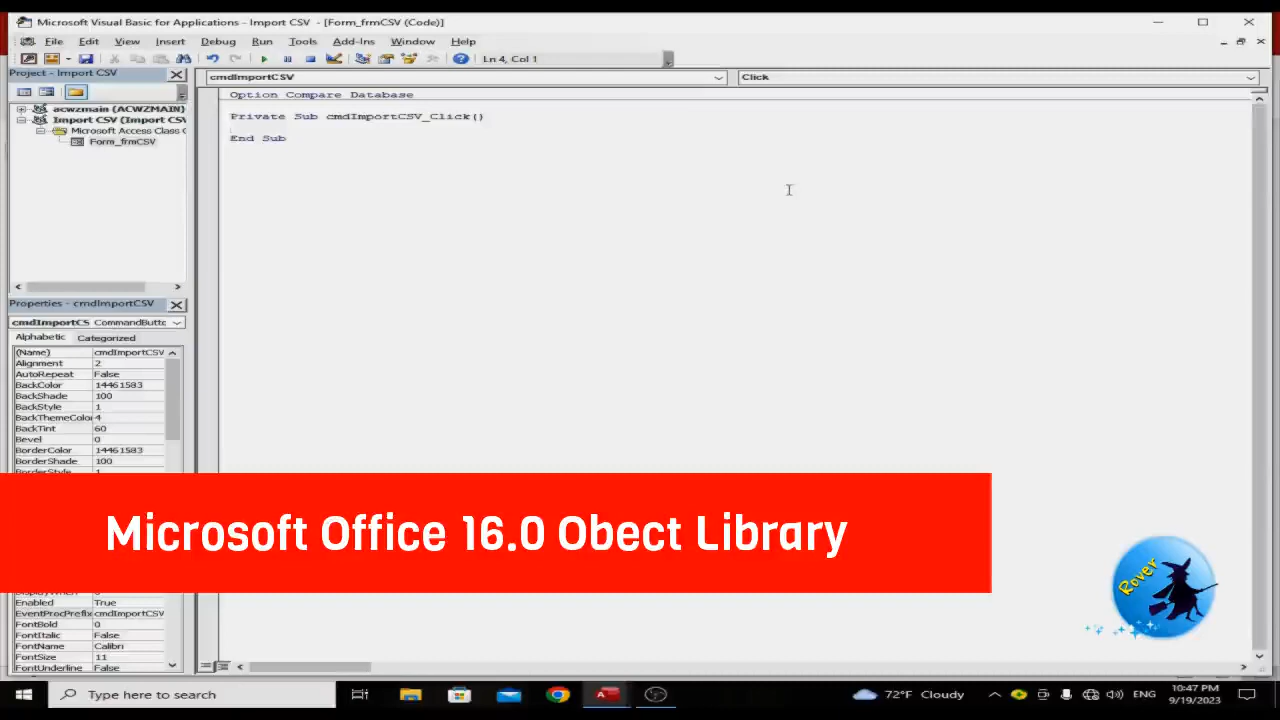 Microsoft Visual Basic for Applications - Import CSV - [Form_frmCSV (Code)]
File Edit View Insert Debug Run Tools Add-Ins Window Help
Ln 4, Col 1
Project - Import CSV
cmdImportCSV
Click
acwzmain (ACWZMAIN)
Import CSV (Import CSV
Microsoft Access Class
Form_frmCSV
Option Compare Database
Private Sub cmdImportCSV_Click()
End Sub
Properties - cmdImportCSV
cmdImportCS CommandButto
Alphabetic Categorized
(Name) cmdImportCSV
Alignment 2
AutoRepeat False
BackColor 14461583
BackShade 100
BackStyle 1
BackThemeColo 4
BackTint 60
Bevel 0
BorderColor 14461583
BorderShade 100
BorderStyle 1
Microsoft Office 16.0 Obect Library
Enabled True
EventProcPrefix cmdImportCSV
FontBold 0
FontItalic False
FontName Calibri
FontSize 11
FontUnderline False
Rover
Type here to search
72°F Cloudy
ENG
10:47 PM
9/19/2023